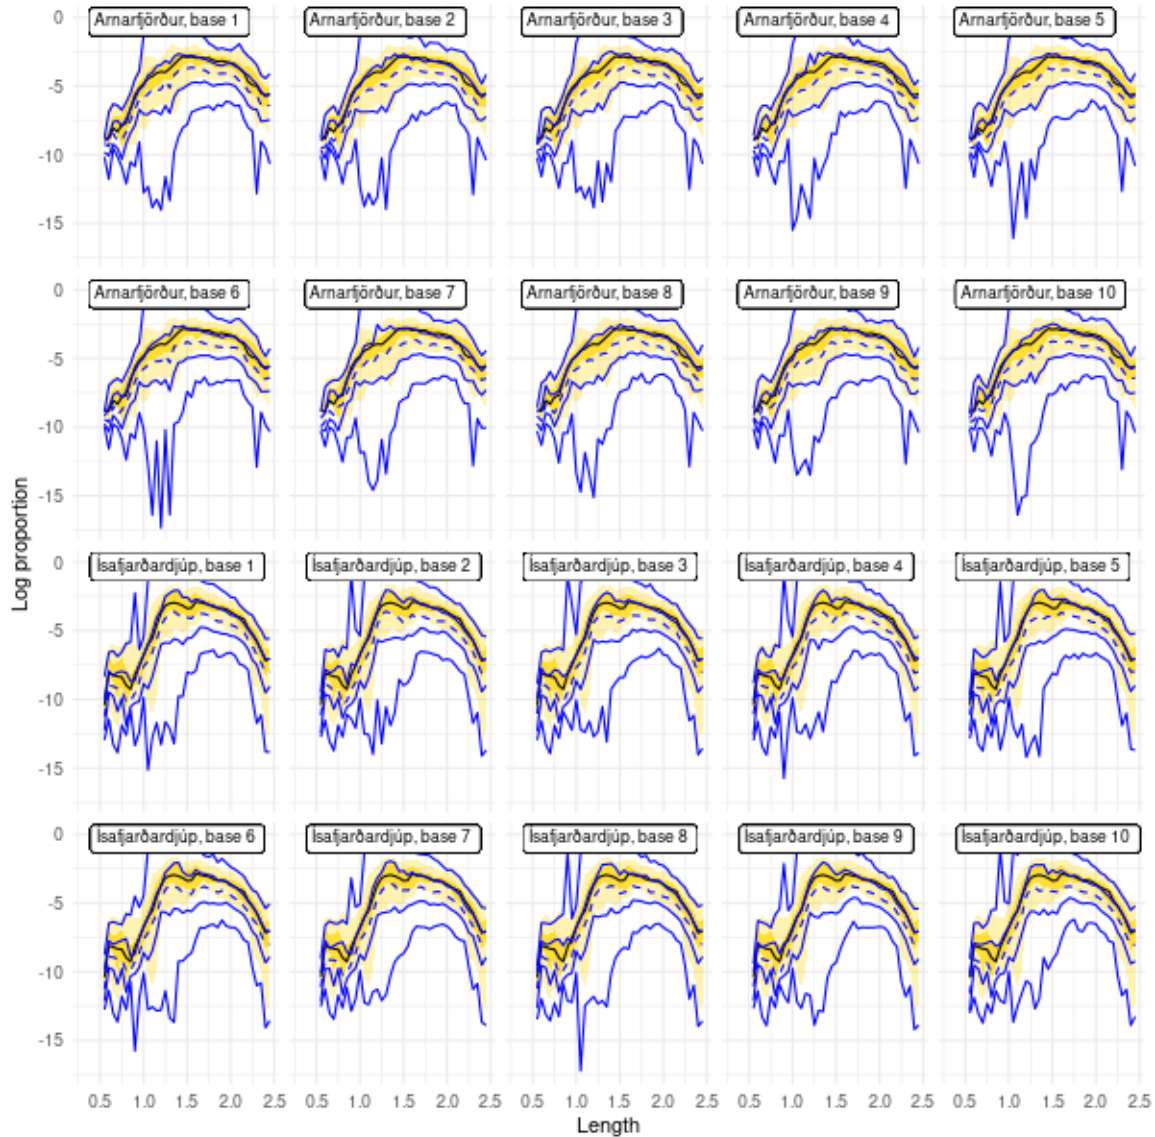 Arnarfjörður, base 1
Arnarfjörður, base 2
Arnarfjörður, base 3
Arnarfjörður, base 4
Arnarfjörður, base 5
0
-5
-10
-15
Arnarfjörður, base 6
Arnarfjörður, base 7
Arnarfjörður, base 8
Arnarfjörður, base 9
Arnarfjörður, base 10
0
-5
-10
-15
Log proportion
Ísafjarðardjúp, base 1
Ísafjarðardjúp, base 2
Ísafjarðardjúp, base 3
Ísafjarðardjúp, base 4
Ísafjarðardjúp, base 5
0
-5
-10
-15
Ísafjarðardjúp, base 6
Ísafjarðardjúp, base 7
Ísafjarðardjúp, base 8
Ísafjarðardjúp, base 9
Ísafjarðardjúp, base 10
0
-5
-10
-15
0.5 1.0 1.5 2.0 2.5 0.5 1.0 1.5 2.0 2.5 0.5 1.0 1.5 2.0 2.5 0.5 1.0 1.5 2.0 2.5 0.5 1.0 1.5 2.0 2.5
Length